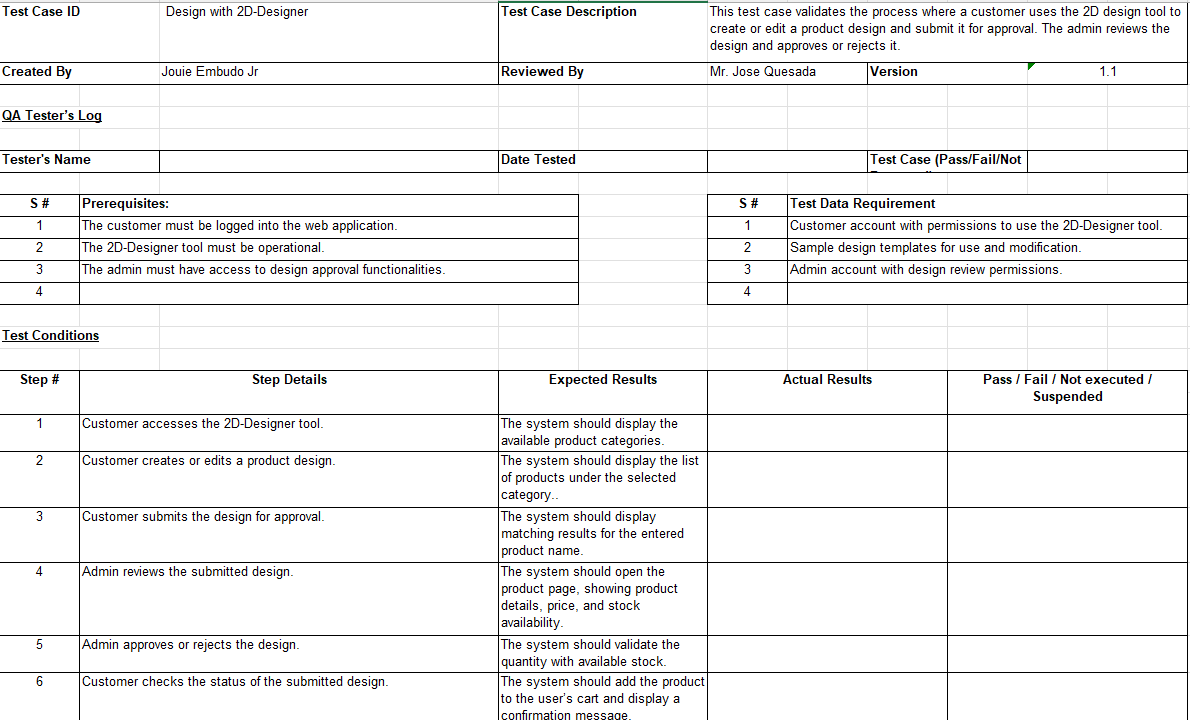 Test Case ID
Design with 2D-Designer
Test Case Description
This test case validates the process where a customer uses the 2D design tool to
create or edit a product design and submit it for approval. The admin reviews the
design and approves or rejects it.
Created By
Jouie Embudo Jr
Reviewed By
Mr. Jose Quesada
Version
1.1
QA Tester's Log
Tester's Name
Date Tested
Test Case (Pass/Fail/Not
S #
Prerequisites:
1
The customer must be logged into the web application.
2
The 2D-Designer tool must be operational.
3
The admin must have access to design approval functionalities.
4
S #
Test Data Requirement
1
Customer account with permissions to use the 2D-Designer tool.
2
Sample design templates for use and modification.
3
Admin account with design review permissions.
4
Test Conditions
Step #
Step Details
Expected Results
Actual Results
Pass / Fail / Not executed /
Suspended
1
Customer accesses the 2D-Designer tool.
The system should display the
available product categories.
2
Customer creates or edits a product design.
The system should display the list
of products under the selected
category..
3
Customer submits the design for approval.
The system should display
matching results for the entered
product name.
4
Admin reviews the submitted design.
The system should open the
product page, showing product
details, price, and stock
availability.
5
Admin approves or rejects the design.
The system should validate the
quantity with available stock.
6
Customer checks the status of the submitted design.
The system should add the product
to the user's cart and display a
confirmation message.